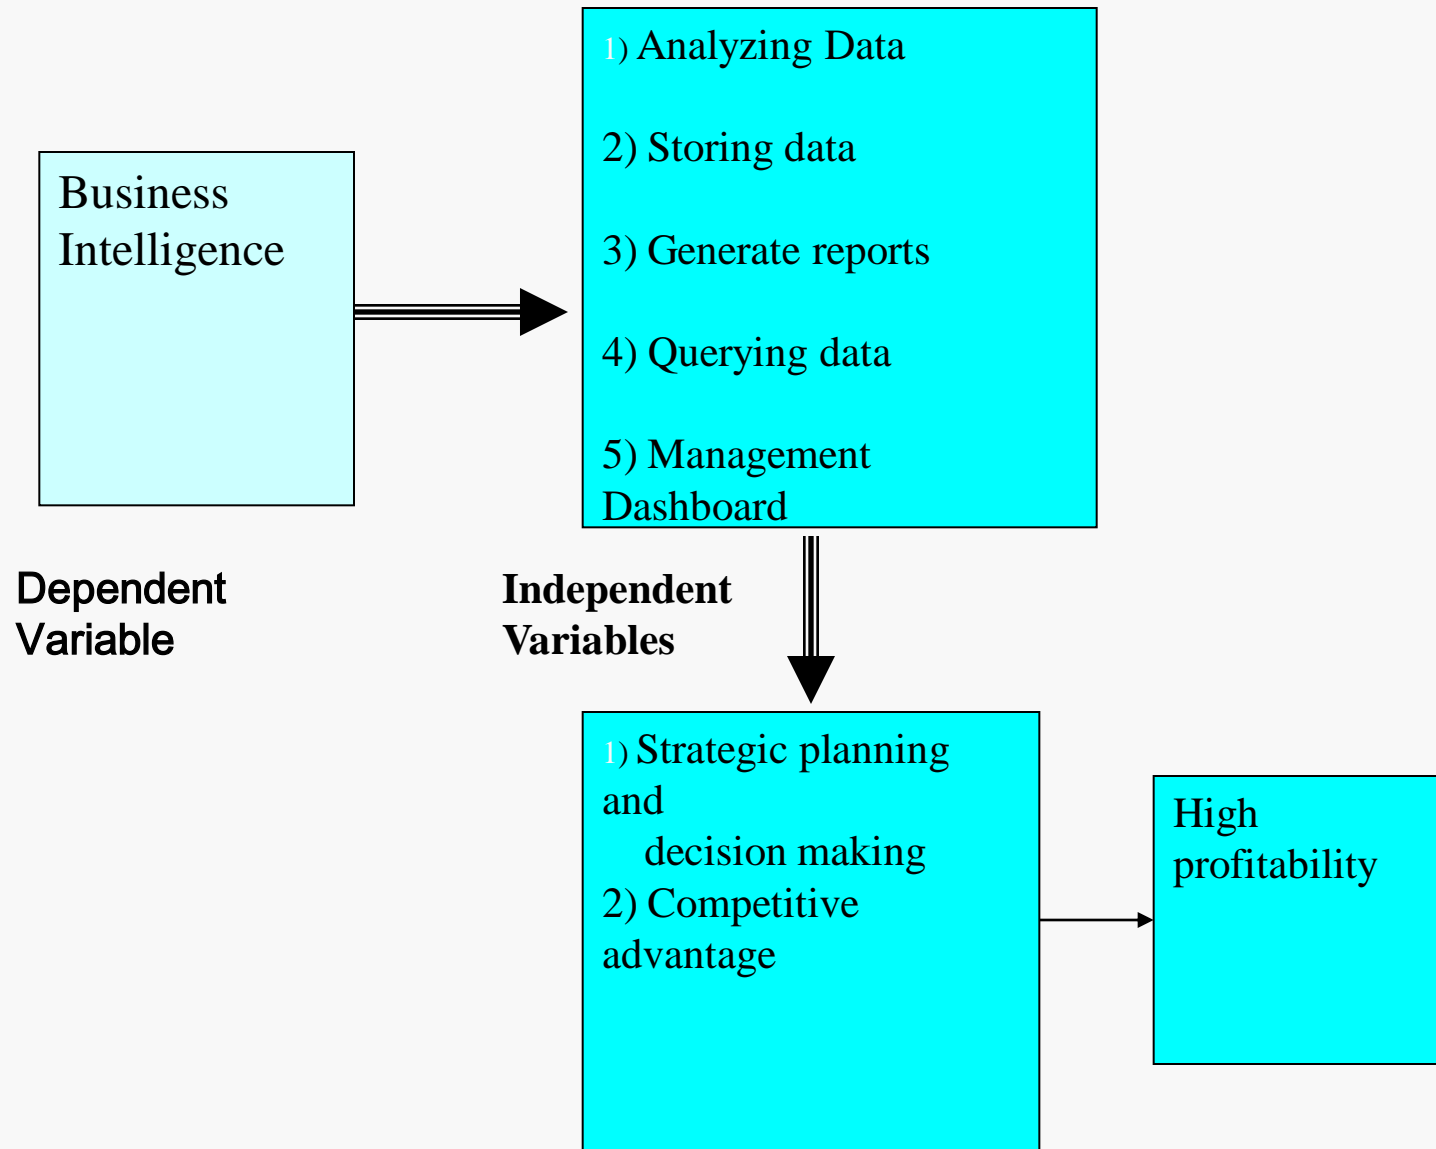 1) Analyzing Data
2) Storing data
3) Generate reports
4) Querying data
5) Management
Dashboard
Business
Intelligence
Dependent
Variable
Independent
Variables
1) Strategic planning
and
decision making
2) Competitive
advantage
High
profitability